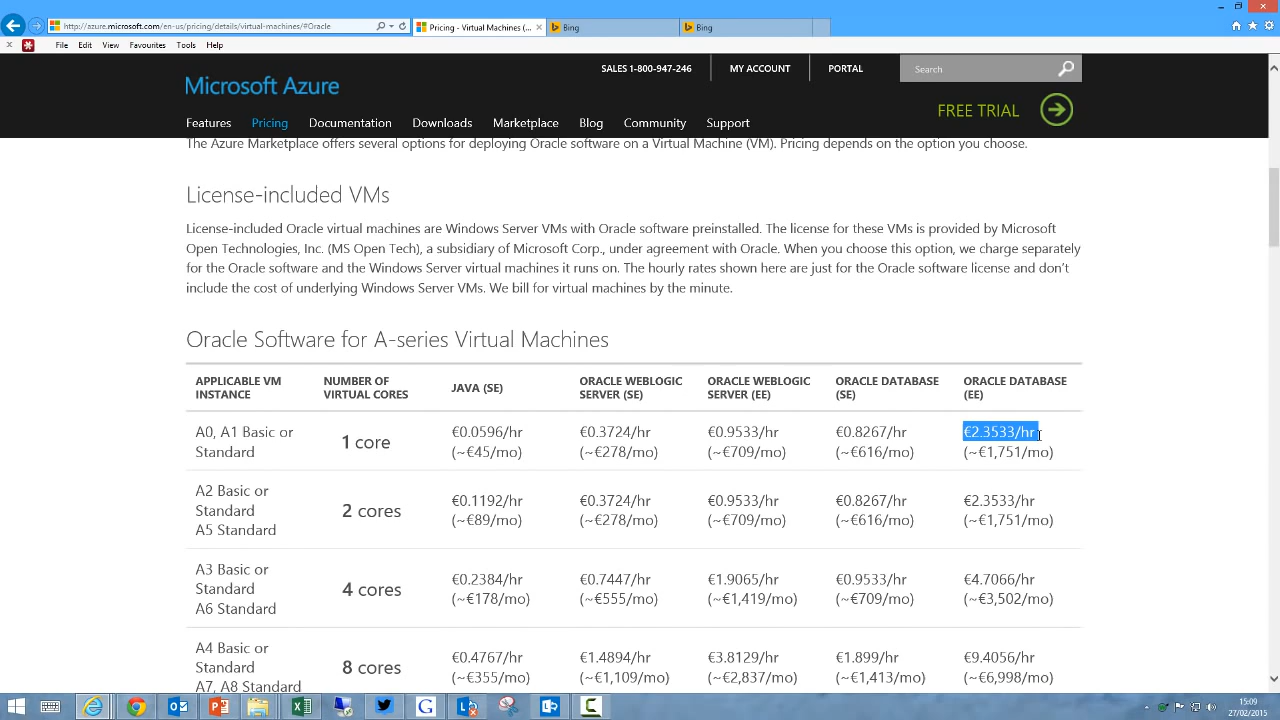 http://azure.microsoft.com/en-us/pricing/details/virtual-machines/#Oracle
Pricing - Virtual Machines (...
Bing
Bing
File Edit View Favourites Tools Help
SALES 1-800-947-246
MY ACCOUNT
PORTAL
Search
Microsoft Azure
FREE TRIAL
Features Pricing Documentation Downloads Marketplace Blog Community Support
The Azure Marketplace offers several options for deploying Oracle software on a Virtual Machine (VM). Pricing depends on the option you choose.
License-included VMs
License-included Oracle virtual machines are Windows Server VMs with Oracle software preinstalled. The license for these VMs is provided by Microsoft
Open Technologies, Inc. (MS Open Tech), a subsidiary of Microsoft Corp., under agreement with Oracle. When you choose this option, we charge separately
for the Oracle software and the Windows Server virtual machines it runs on. The hourly rates shown here are just for the Oracle software license and don't
include the cost of underlying Windows Server VMs. We bill for virtual machines by the minute.
Oracle Software for A-series Virtual Machines
APPLICABLE VM INSTANCE
NUMBER OF VIRTUAL CORES
JAVA (SE)
ORACLE WEBLOGIC SERVER (SE)
ORACLE WEBLOGIC SERVER (EE)
ORACLE DATABASE (SE)
ORACLE DATABASE (EE)
A0, A1 Basic or
Standard
1 core
€0.0596/hr
(~€45/mo)
€0.3724/hr
(~€278/mo)
€0.9533/hr
(~€709/mo)
€0.8267/hr
(~€616/mo)
€2.3533/hr
(~€1,751/mo)
A2 Basic or
Standard
A5 Standard
2 cores
€0.1192/hr
(~€89/mo)
€0.3724/hr
(~€278/mo)
€0.9533/hr
(~€709/mo)
€0.8267/hr
(~€616/mo)
€2.3533/hr
(~€1,751/mo)
A3 Basic or
Standard
A6 Standard
4 cores
€0.2384/hr
(~€178/mo)
€0.7447/hr
(~€555/mo)
€1.9065/hr
(~€1,419/mo)
€0.9533/hr
(~€709/mo)
€4.7066/hr
(~€3,502/mo)
A4 Basic or
Standard
A7, A8 Standard
8 cores
€0.4767/hr
(~€355/mo)
€1.4894/hr
(~€1,109/mo)
€3.8129/hr
(~€2,837/mo)
€1.899/hr
(~€1,413/mo)
€9.4056/hr
(~€6,998/mo)
15:09
27/02/2015